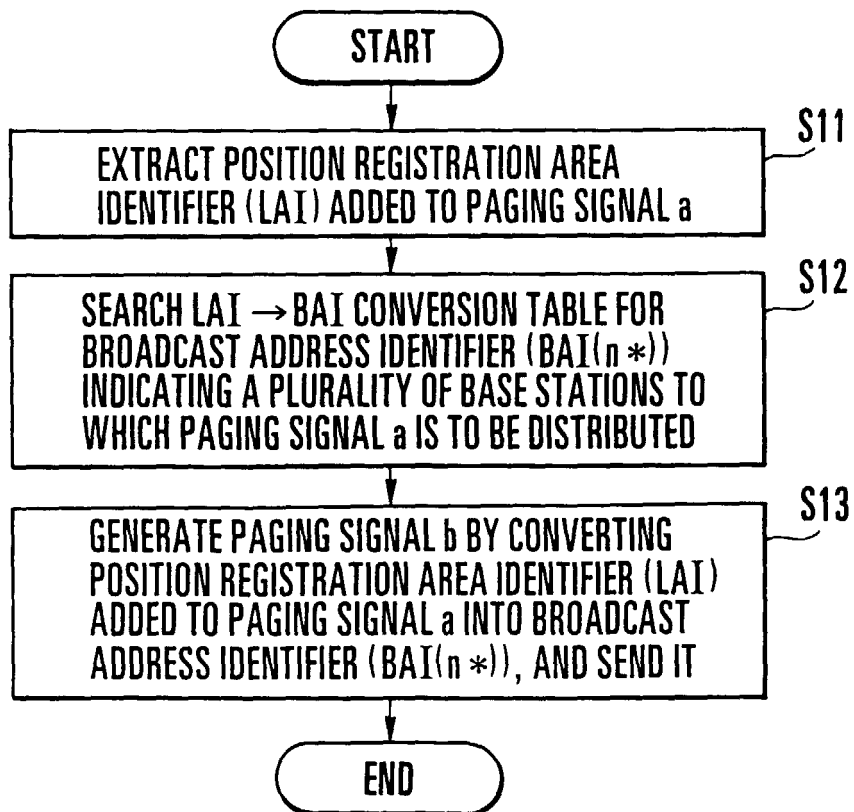 START
S11
EXTRACT POSITION REGISTRATION AREA
IDENTIFIER (LAI) ADDED TO PAGING SIGNAL a
S12
SEARCH LAI → BAI CONVERSION TABLE FOR
BROADCAST ADDRESS IDENTIFIER (BAI(n*))
INDICATING A PLURALITY OF BASE STATIONS TO
WHICH PAGING SIGNAL a IS TO BE DISTRIBUTED
S13
GENERATE PAGING SIGNAL b BY CONVERTING
POSITION REGISTRATION AREA IDENTIFIER (LAI)
ADDED TO PAGING SIGNAL a INTO BROADCAST
ADDRESS IDENTIFIER (BAI(n*)), AND SEND IT
END